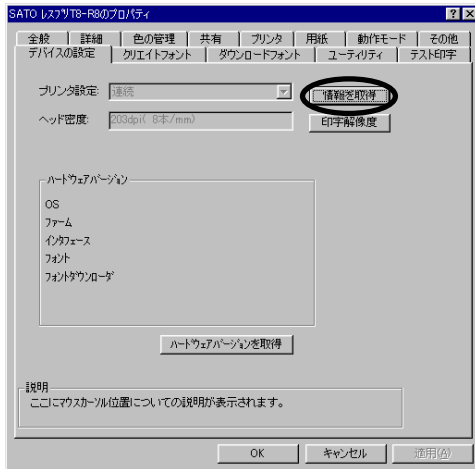 SATO ﾚｽﾌﾟﾘT8-R8のプロパティ
全般 詳細 色の管理 共有 プリンタ 用紙 動作モード その他
デバイスの設定 クリエイトフォント ダウンロードフォント ユーティリティ テスト印字
プリンタ設定: 連続 情報を取得
ヘッド密度: 203dpi( 8本/mm) 印字解像度
ハードウェアバージョン
OS
ファーム
インタフェース
フォント
フォントダウンローダ
ハードウェアバージョンを取得
説明
ここにマウスカーソル位置についての説明が表示されます。
OK キャンセル 適用(A)